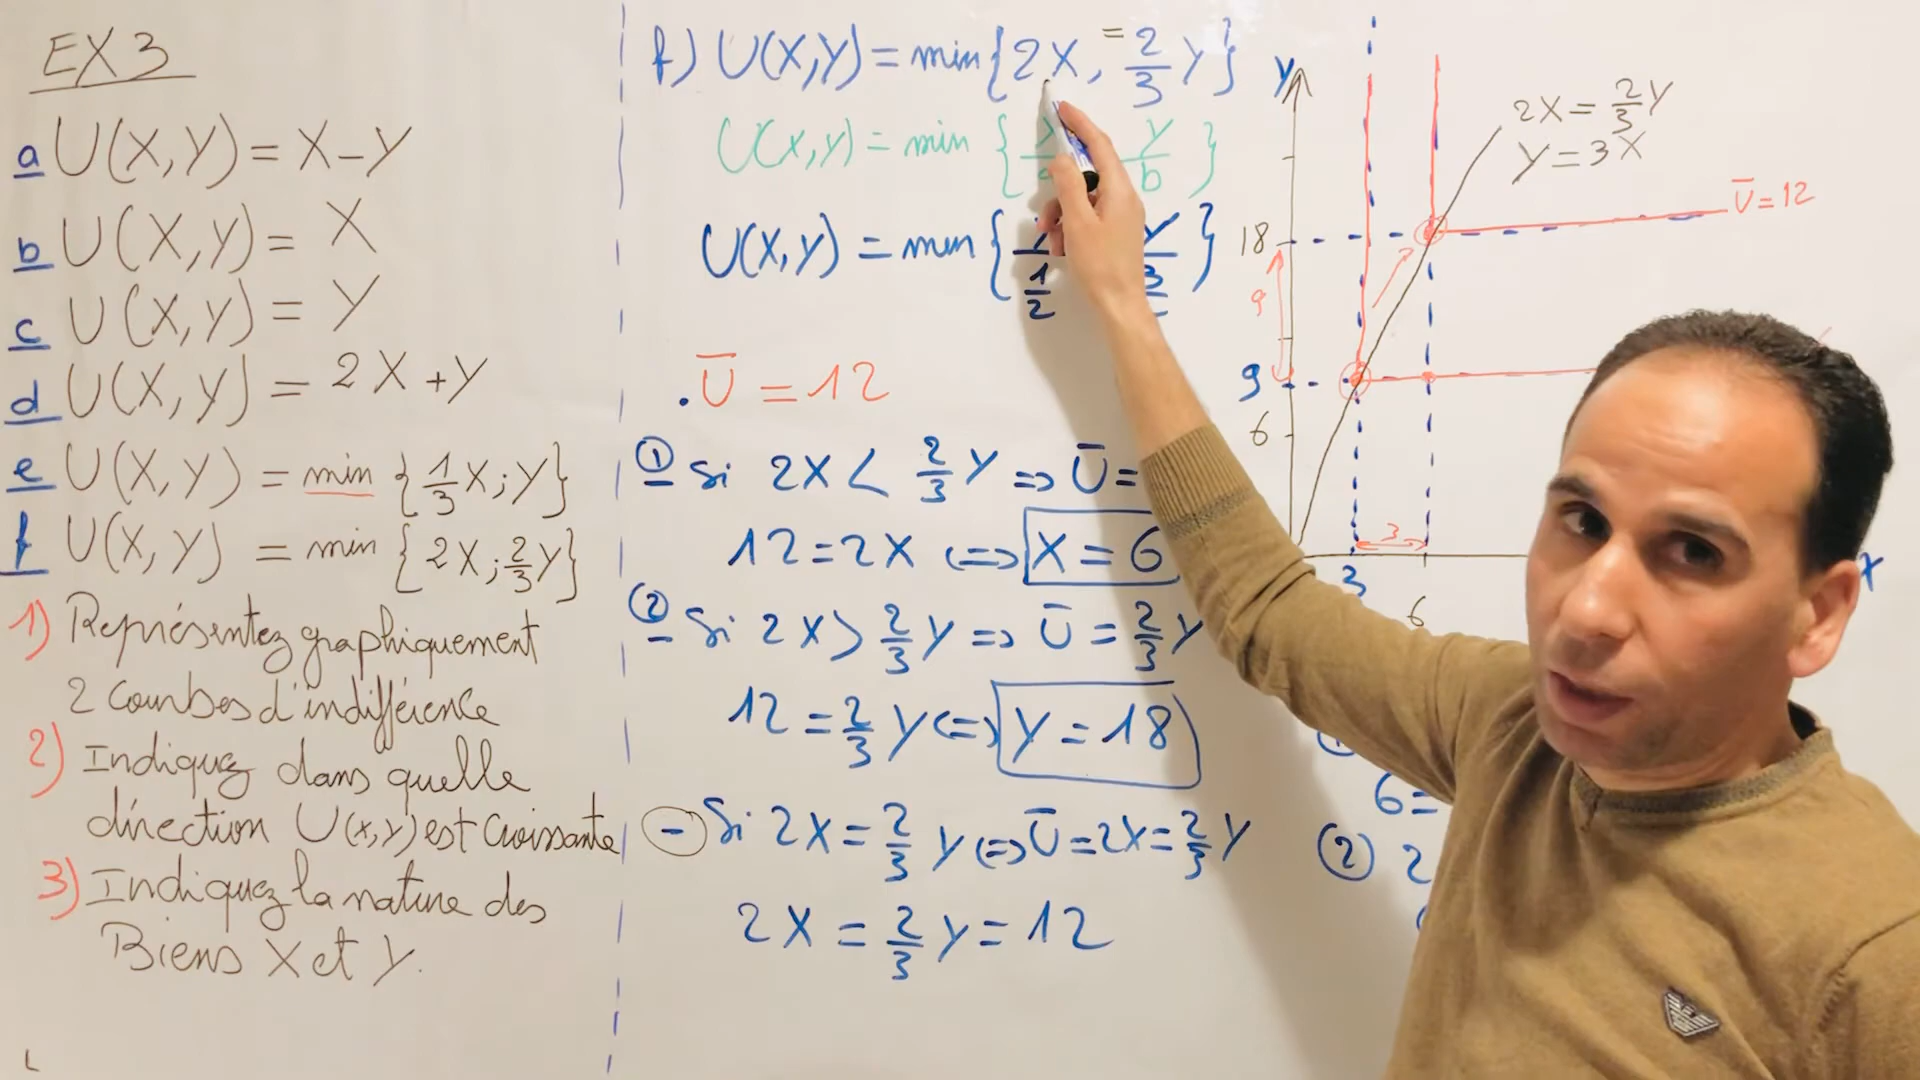 EX3
a U(X,Y) = X-Y
b U(X,Y) = X
c U(X,Y) = Y
d U(X,Y) = 2X+Y
e U(X,Y) = min {1/3X;Y}
f U(X,Y) = min {2X;2/3Y}
1) Représentez graphiquement
2 Courbes d'indifférence
2) Indiquez dans quelle
direction U(x,y) est Croissante
3) Indiquez la nature des
Biens X et Y.
f) U(X,Y) = min{2X, = 2/3 Y}
U(X,Y) = min { Y/b }
U(X,Y) = min { 1/2 }
. Ū = 12
① Si 2X < 2/3 Y => Ū =
12 = 2X <=> X = 6
② Si 2X > 2/3 Y => Ū = 2/3 Y
12 = 2/3 Y <=> Y = 18
- Si 2X = 2/3 Y <=> Ū = 2X = 2/3 Y
2X = 2/3 Y = 12
Y
2X = 2/3 Y
Y = 3X
Ū = 12
18
9
9
6
3
3
6
X
6 =
② 2